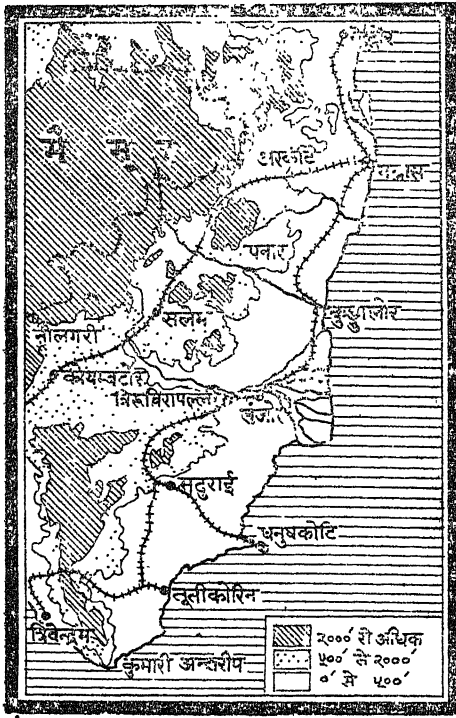 मैसूर
अरकाट
मद्रास
पनार
कुड्डालोर
सलेम
नीलगरी
कोयम्बटोर
त्रिरूचिरापल्ली
तंजोर
मदुराई
धनुषकोटि
तूतीकोरिन
त्रिवेन्द्रम
कुमारी अन्तरीप
२०००' से अधिक
५००' से २०००'
०' से ५००'